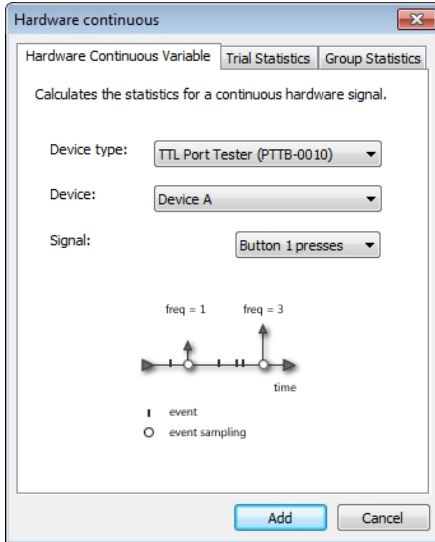 Hardware continuous
Hardware Continuous Variable
Trial Statistics
Group Statistics
Calculates the statistics for a continuous hardware signal.
Device type:
TTL Port Tester (PTTB-0010)
Device:
Device A
Signal:
Button 1 presses
freq = 1
freq = 3
time
event
event sampling
Add
Cancel